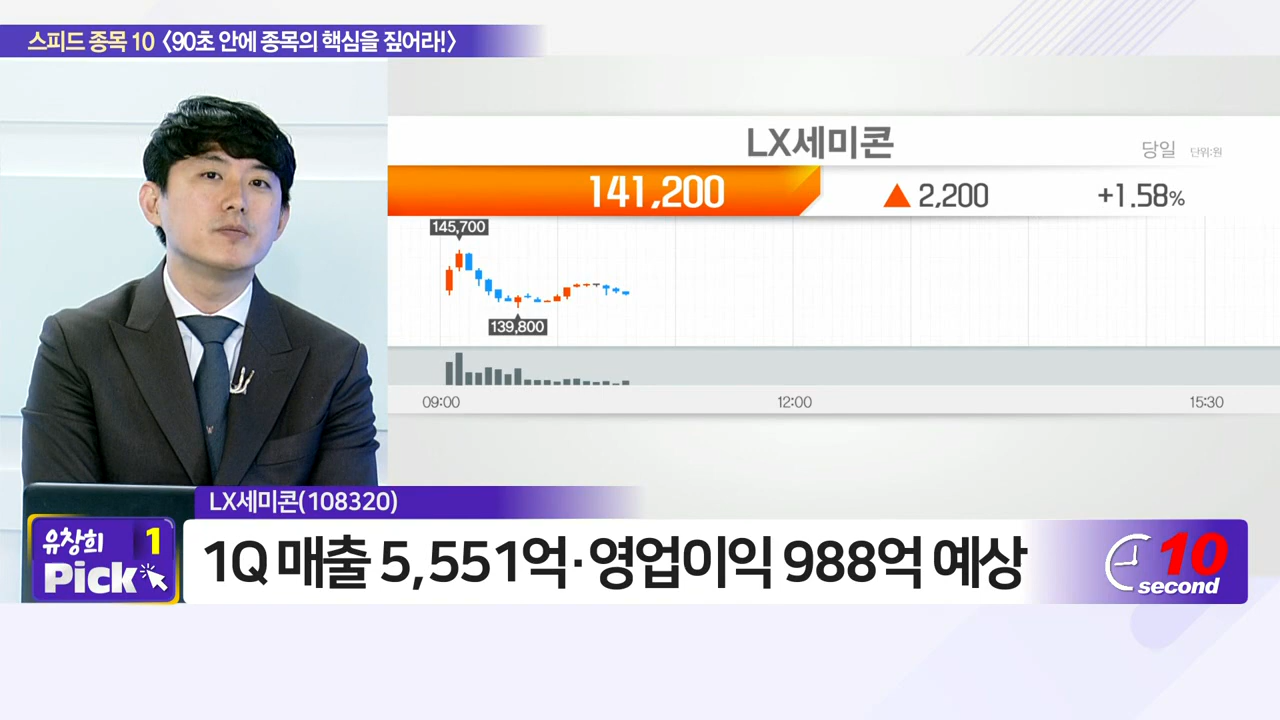 스피드 종목 10 <90초 안에 종목의 핵심을 짚어라!>
LX세미콘
당일 단위:원
141,200 ▲ 2,200 +1.58%
145,700
139,800
09:00 12:00 15:30
LX세미콘(108320)
유창희 1
Pick
1Q 매출 5,551억·영업이익 988억 예상
10
second